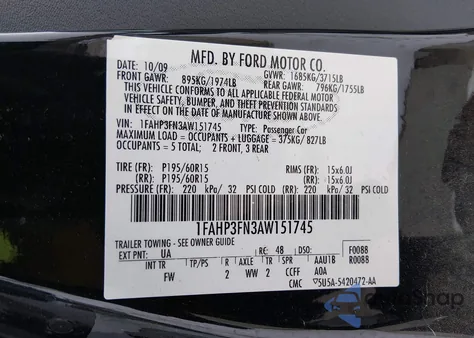 MFD. BY FORD MOTOR CO.
DATE: 10/09 GVWR: 1685KG/3715LB
FRONT GAWR: 895KG/1974LB REAR GAWR: 796KG/1755LB
THIS VEHICLE CONFORMS TO ALL APPLICABLE FEDERAL MOTOR
VEHICLE SAFETY, BUMPER, AND THEFT PREVENTION STANDARDS
IN EFFECT ON THE DATE OF MANUFACTURE SHOWN ABOVE.
VEHICLE ID: 1FAHP3FN3AW151745
TYPE: Passenger Car
MAXIMUM LOAD = OCCUPANTS + LUGGAGE = 375KG/ 827LB
OCCUPANTS = 5 TOTAL: 2 FRONT, 3 REAR
TIRE (FR): P195/60R15 RIMS (FR): 15x6.0J
(RR): P195/60R15 (RR): 15x6.0J
PRESSURE (FR): 220 kPa/ 32 PSI COLD (RR): 220 kPa/ 32 PSI COLD
1FAHP3FN3AW151745
TRAILER TOWING - SEE OWNER GUIDE
EXT PNT: UA RC: 48 DSO: F0088
INT TR TP/PS R AXLE TR SPR AAU1B R0088
FW 2 2 CCFF A0A
CMC 5U5A-5420472-AA